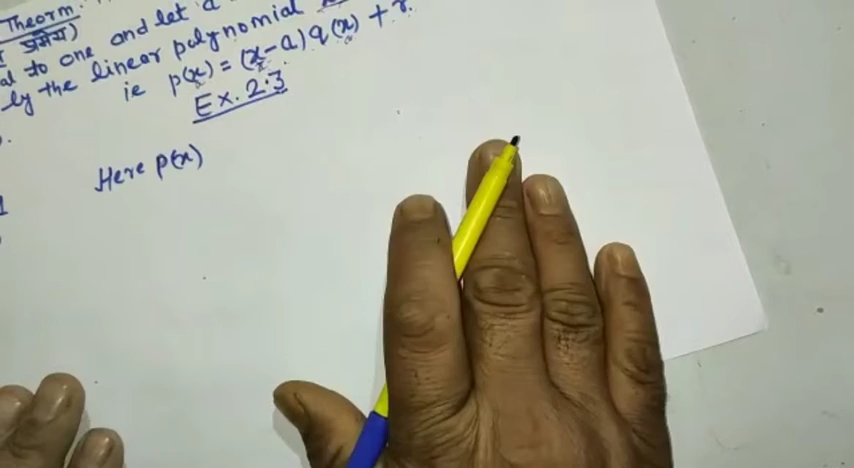 Theorm.
प्रमेय)
al to one and let a
ly the linear polynomial
ie p(x) = (x-a) q(x) + r
Ex. 2.3
Here p(x)